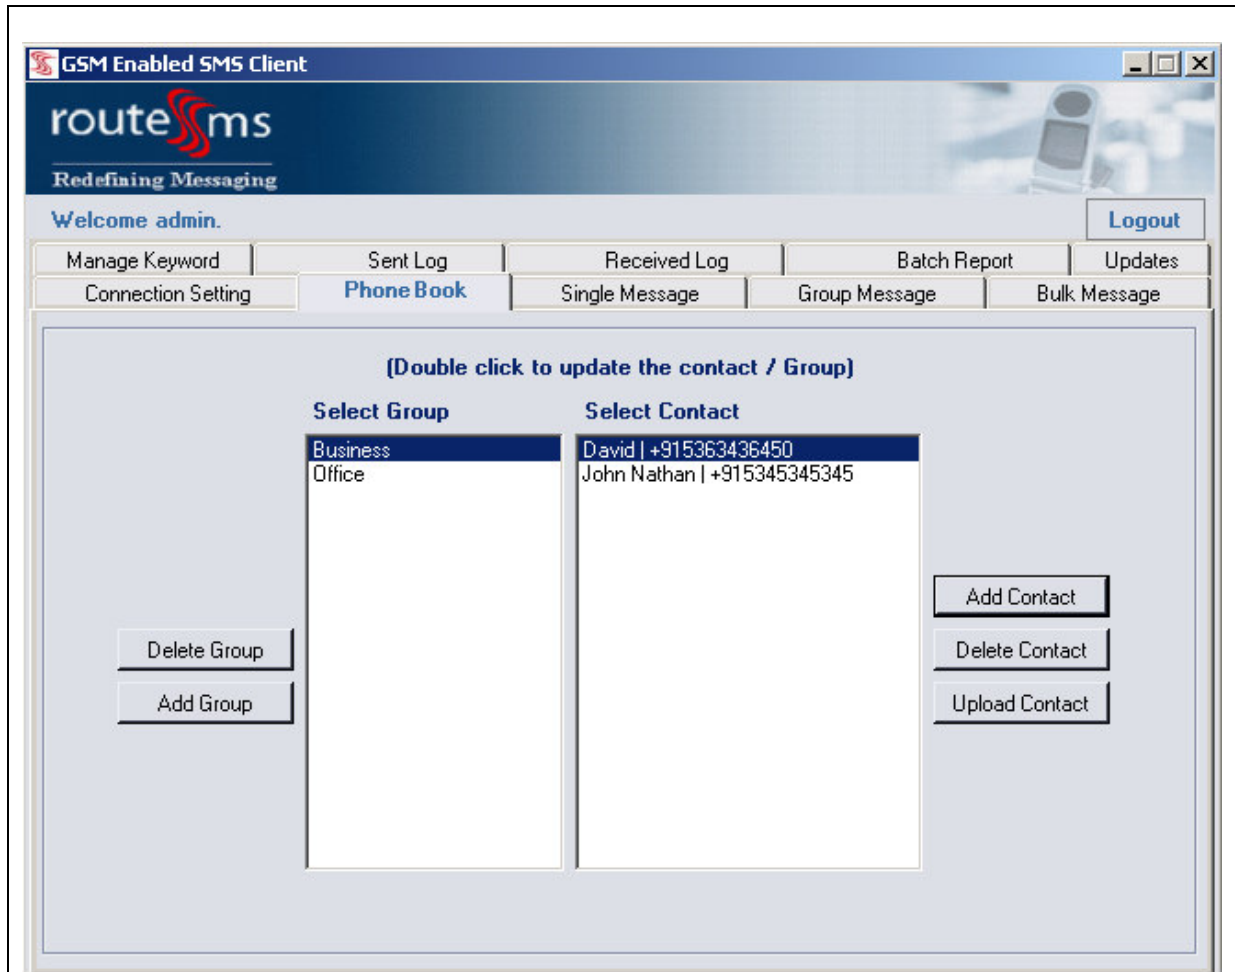 GSM Enabled SMS Client
routeSms
Redefining Messaging
Welcome admin.
Logout
Manage Keyword Sent Log Received Log Batch Report Updates
Connection Setting Phone Book Single Message Group Message Bulk Message
(Double click to update the contact / Group)
Select Group Select Contact
Business David | +915363436450
Office John Nathan | +915345345345
Add Contact
Delete Group Delete Contact
Add Group Upload Contact